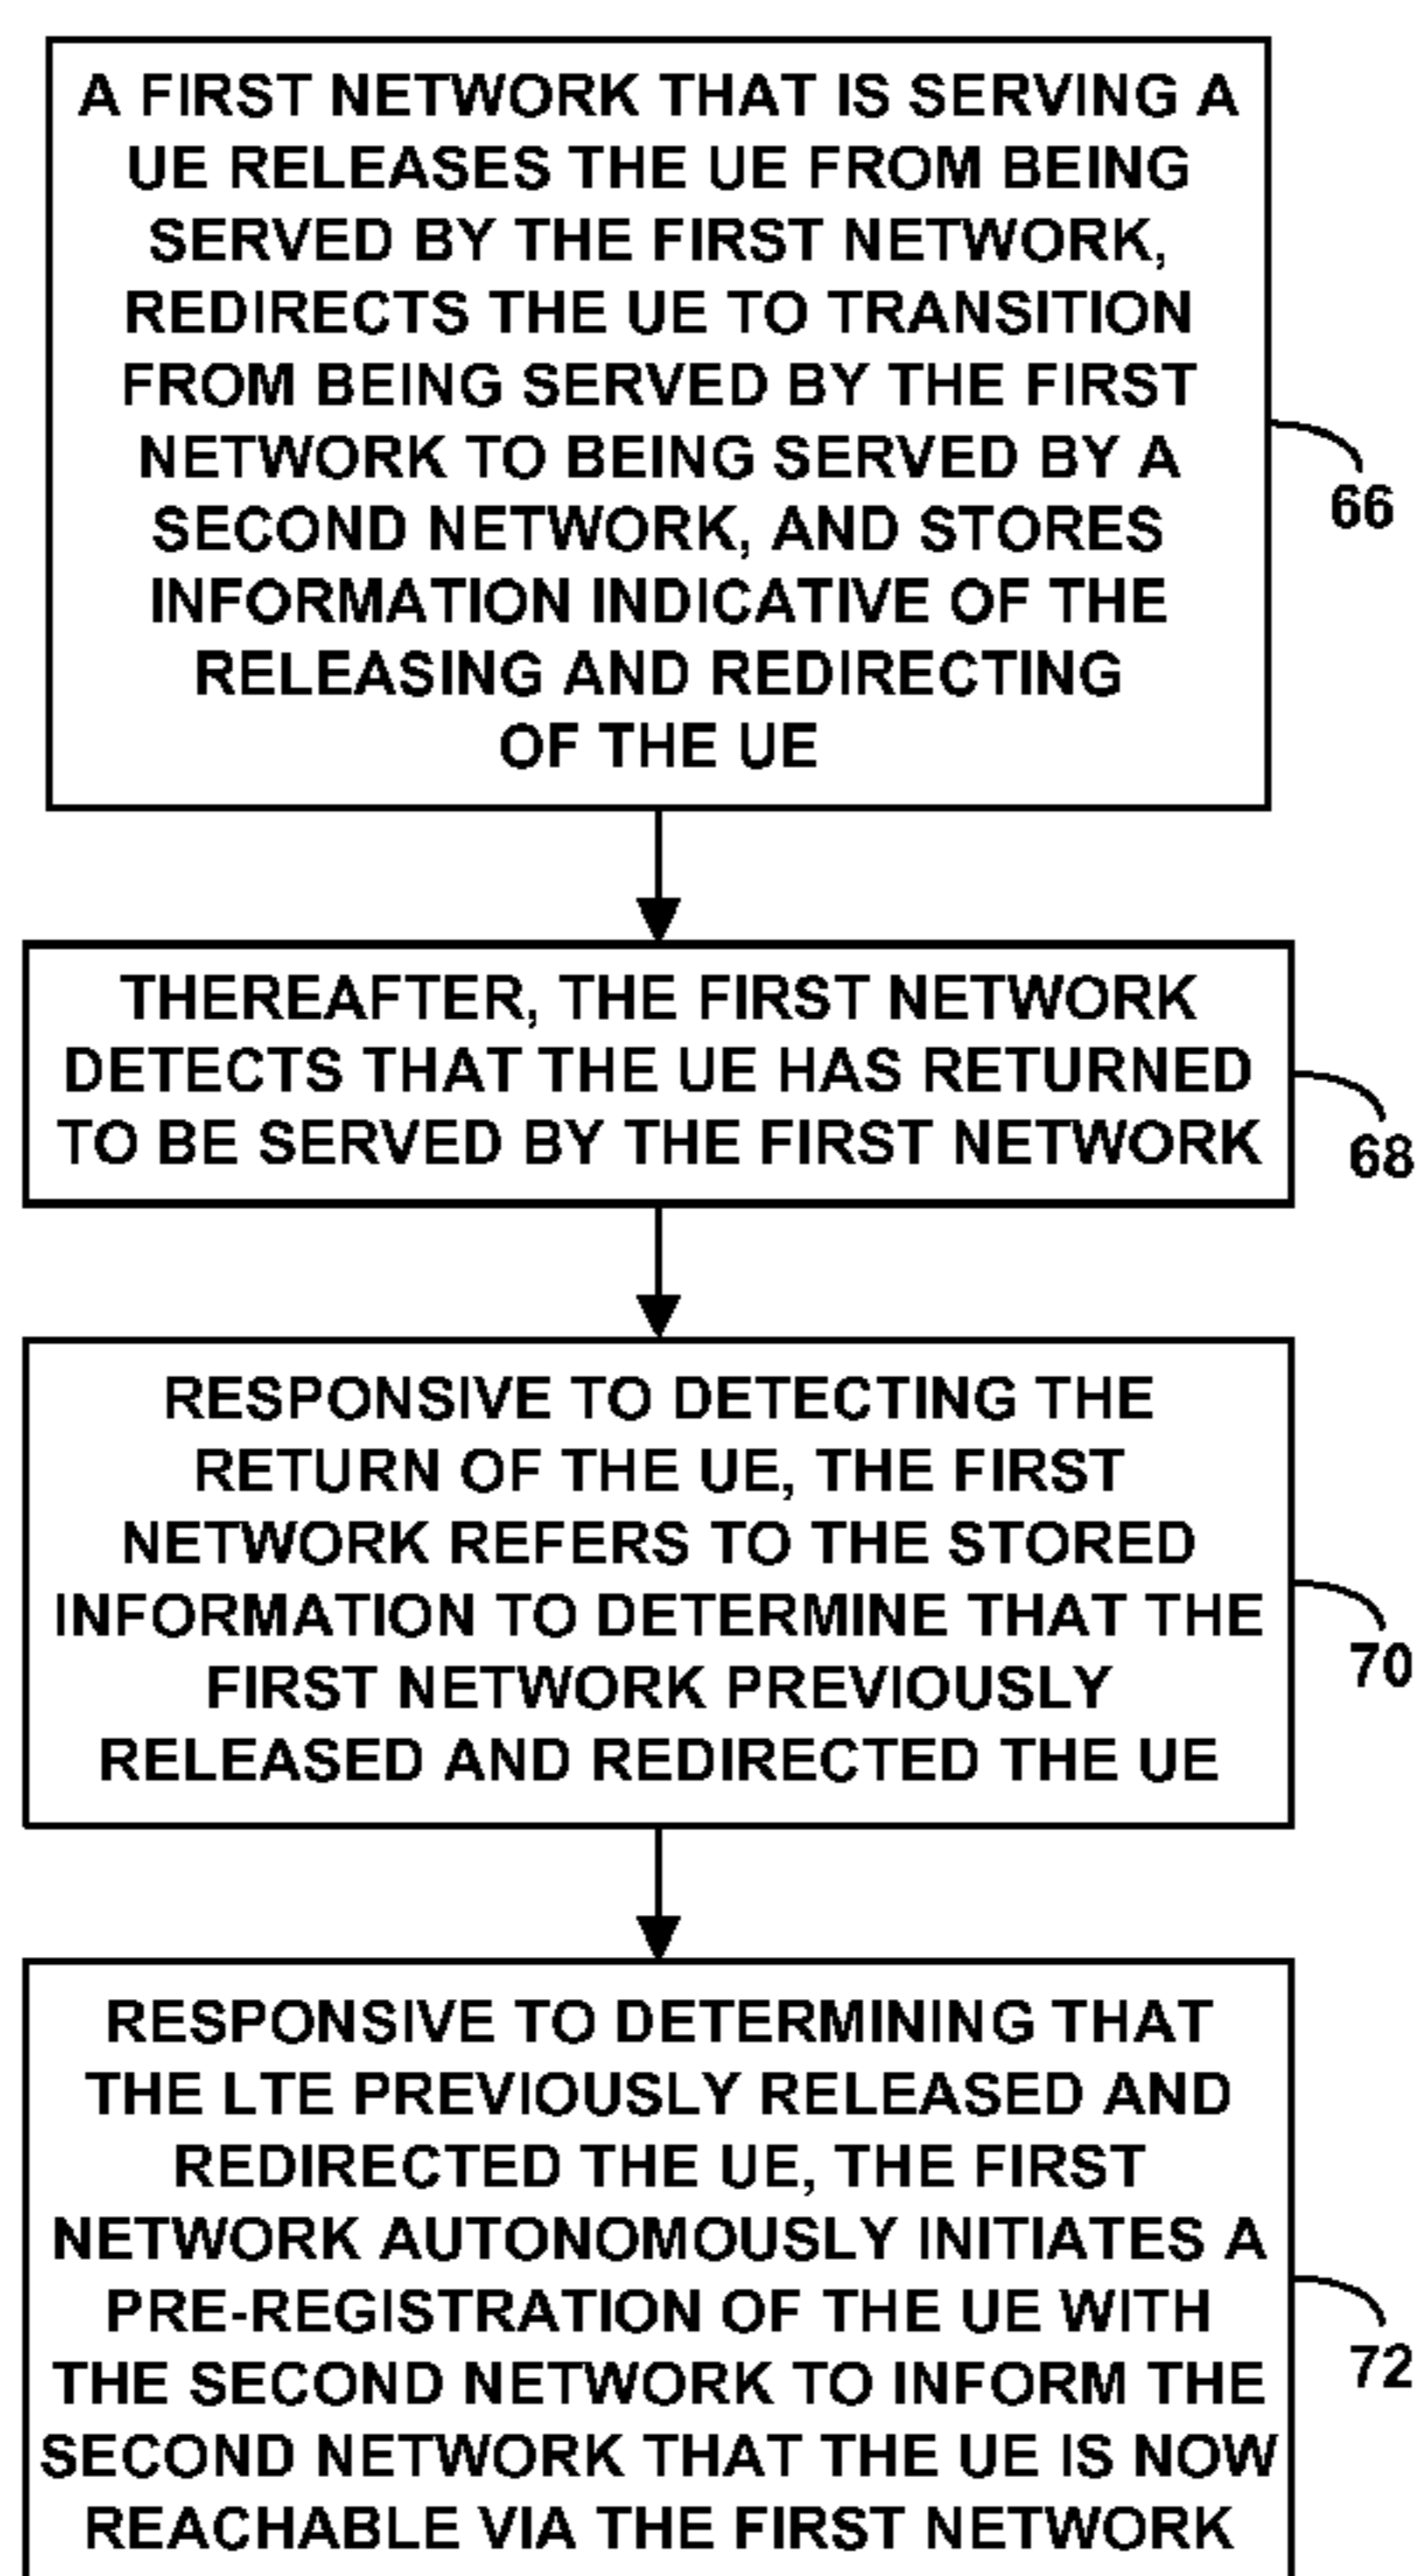 A FIRST NETWORK THAT IS SERVING A
UE RELEASES THE UE FROM BEING
SERVED BY THE FIRST NETWORK,
REDIRECTS THE UE TO TRANSITION
FROM BEING SERVED BY THE FIRST
NETWORK TO BEING SERVED BY A
SECOND NETWORK, AND STORES
INFORMATION INDICATIVE OF THE
RELEASING AND REDIRECTING
OF THE UE
66
THEREAFTER, THE FIRST NETWORK
DETECTS THAT THE UE HAS RETURNED
TO BE SERVED BY THE FIRST NETWORK
68
RESPONSIVE TO DETECTING THE
RETURN OF THE UE, THE FIRST
NETWORK REFERS TO THE STORED
INFORMATION TO DETERMINE THAT THE
FIRST NETWORK PREVIOUSLY
RELEASED AND REDIRECTED THE UE
70
RESPONSIVE TO DETERMINING THAT
THE LTE PREVIOUSLY RELEASED AND
REDIRECTED THE UE, THE FIRST
NETWORK AUTONOMOUSLY INITIATES A
PRE-REGISTRATION OF THE UE WITH
THE SECOND NETWORK TO INFORM THE
SECOND NETWORK THAT THE UE IS NOW
REACHABLE VIA THE FIRST NETWORK
72